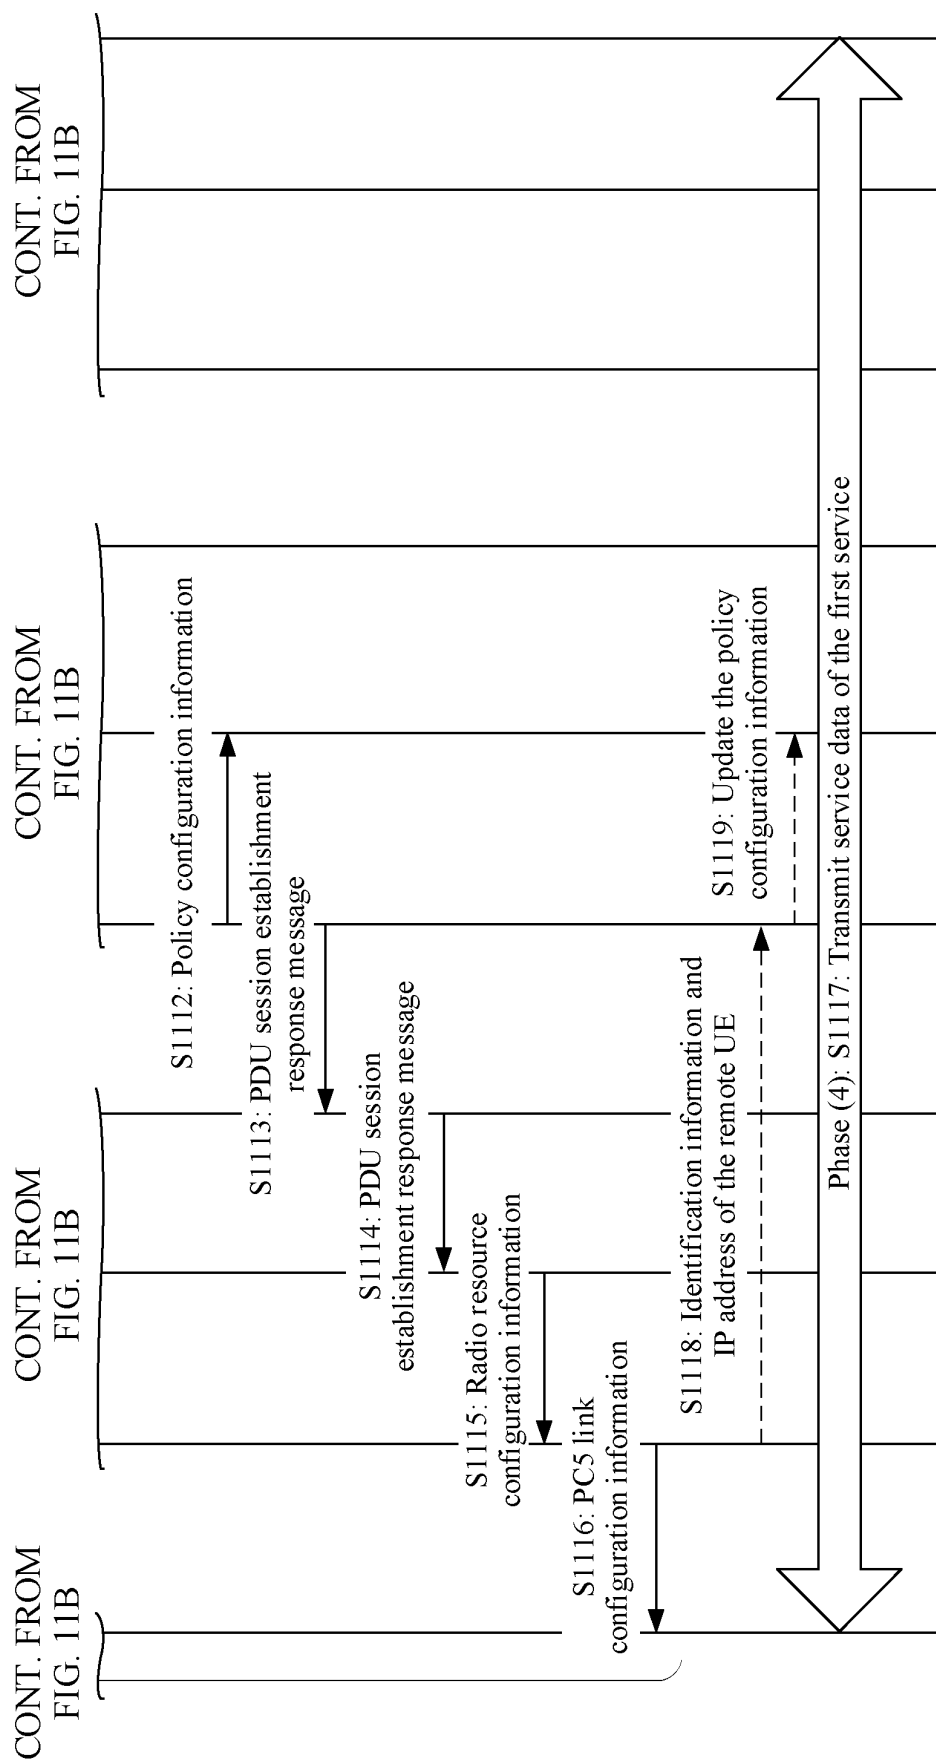 CONT. FROM
FIG. 11B
CONT. FROM
FIG. 11B
CONT. FROM
FIG. 11B
CONT. FROM
FIG. 11B
S1112: Policy configuration information
S1113: PDU session establishment
response message
S1114: PDU session
establishment response message
S1115: Radio resource
configuration information
S1116: PC5 link
configuration information
S1118: Identification information and
IP address of the remote UE
S1119: Update the policy
configuration information
Phase (4): S1117: Transmit service data of the first service